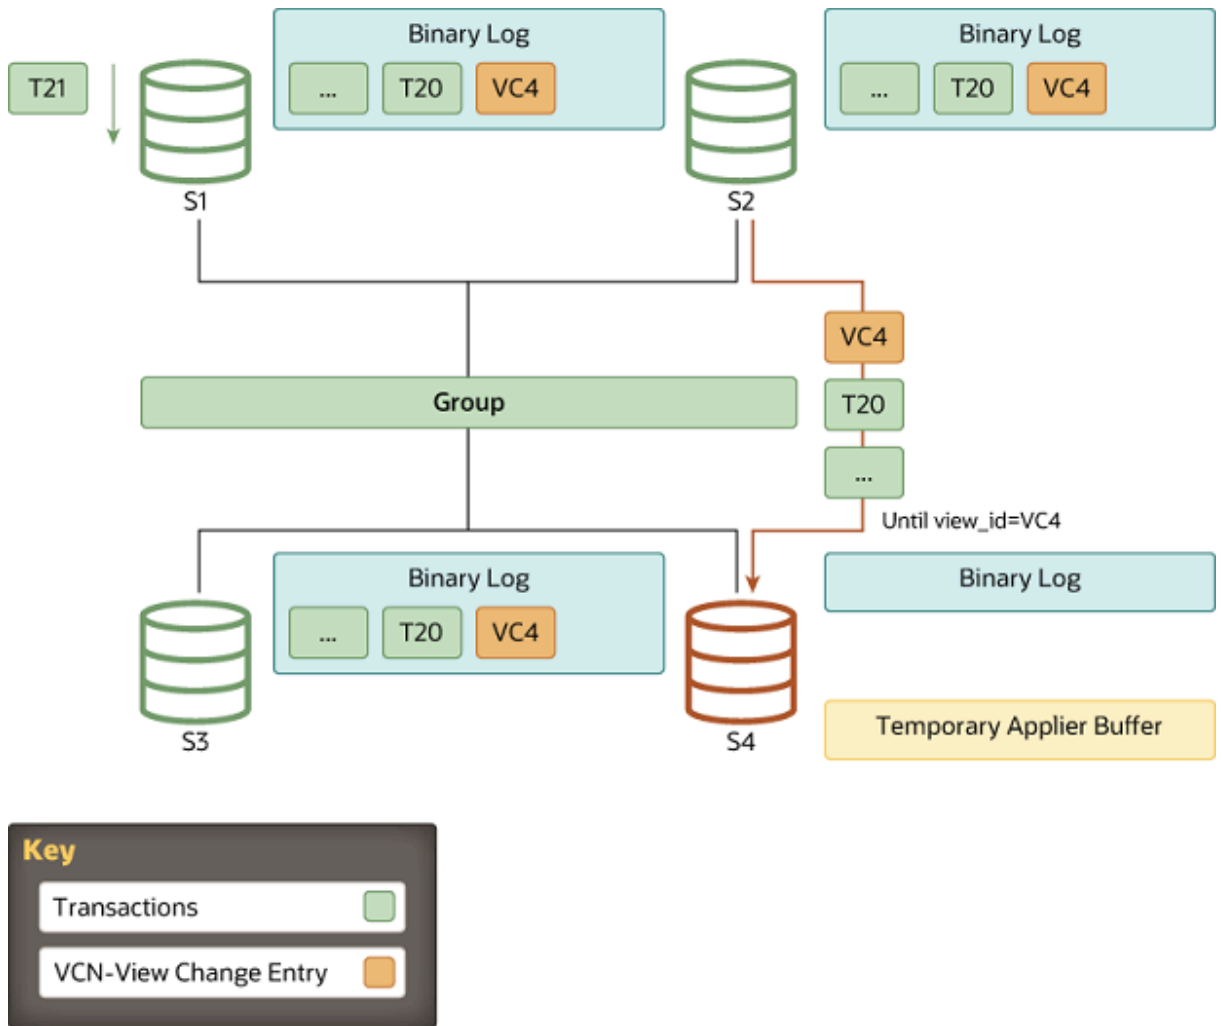 Binary Log
... T20 VC4
Binary Log
... T20 VC4
T21
S1
S2
VC4
Group
T20
...
Until view_id=VC4
Binary Log
... T20 VC4
Binary Log
S3
S4
Temporary Applier Buffer
Key
Transactions
VCN-View Change Entry